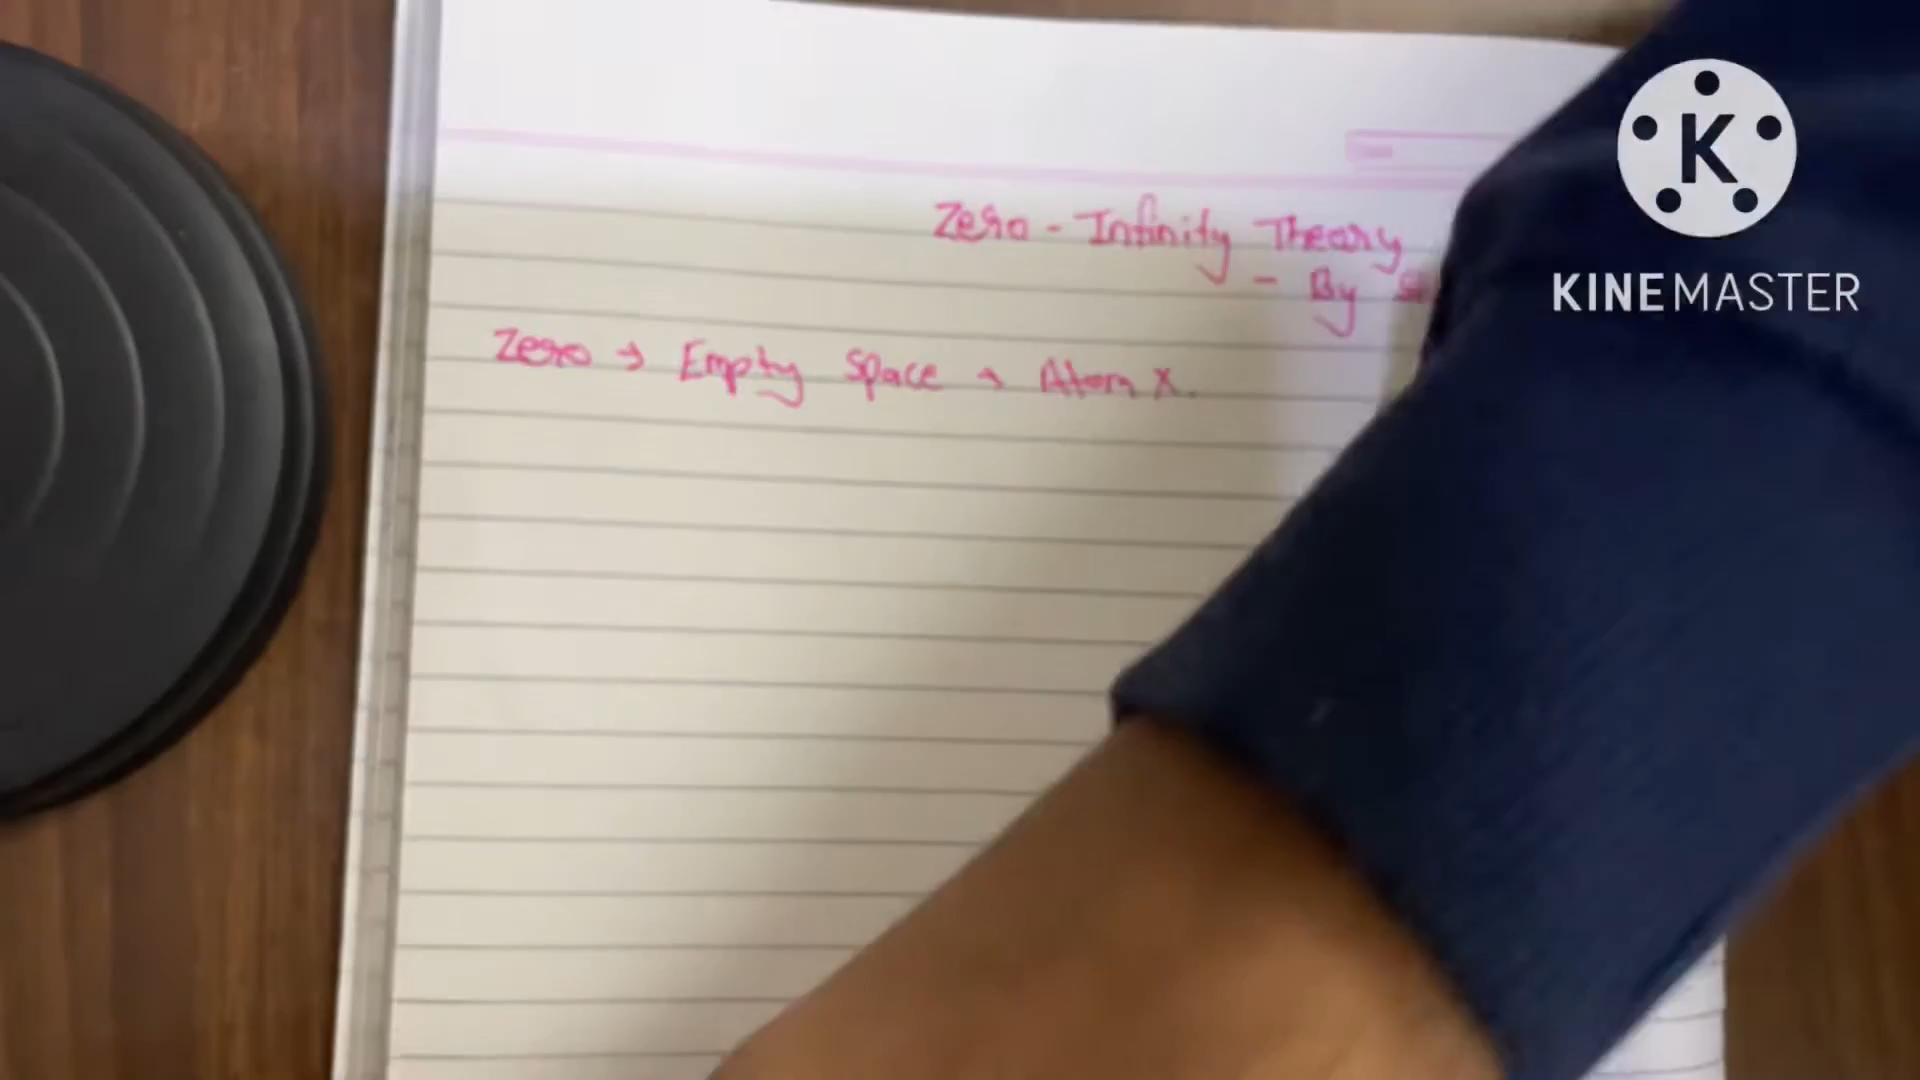 Zero - Infinity Theory
- By
Zero → Empty Space → Atom X.
K
KINEMASTER